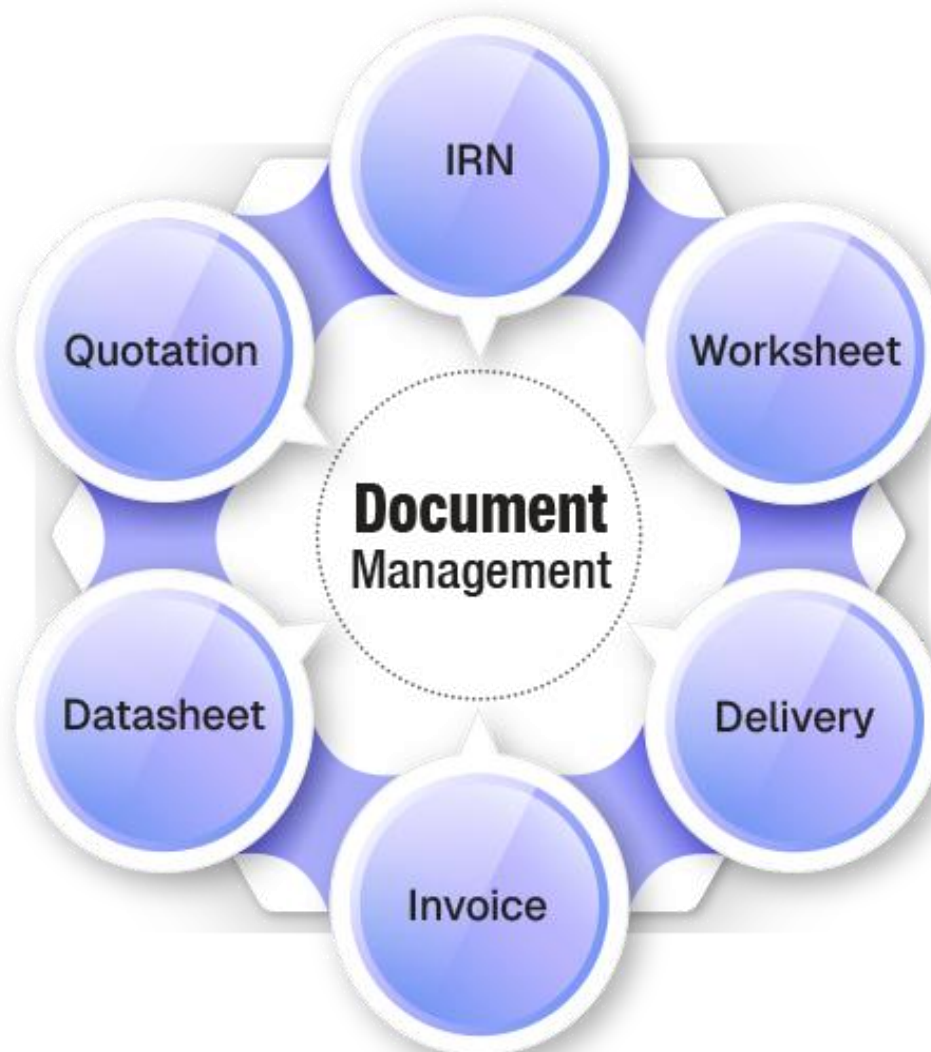 IRN
Quotation
Worksheet
Document
Management
Datasheet
Delivery
Invoice